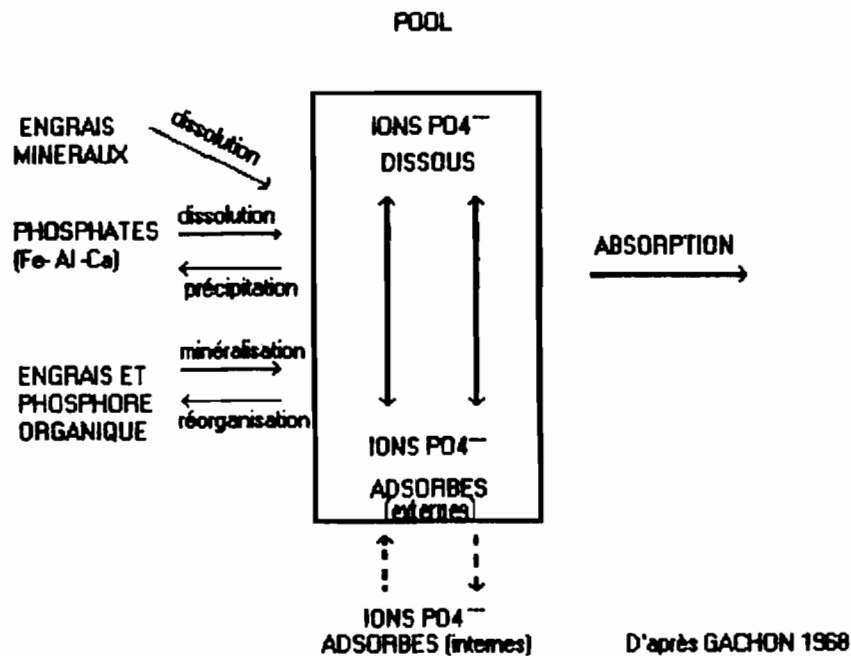 POOL
ENGRAIS
MINERAUX
dissolution
IONS PO4---
DISSOUS
PHOSPHATES
(Fe-Al-Ca)
dissolution
précipitation
ABSORPTION
ENGRAIS ET
PHOSPHORE
ORGANIQUE
minéralisation
réorganisation
IONS PO4---
ADSORBES
(externes)
IONS PO4---
ADSORBES (internes)
D'après GACHON 1968